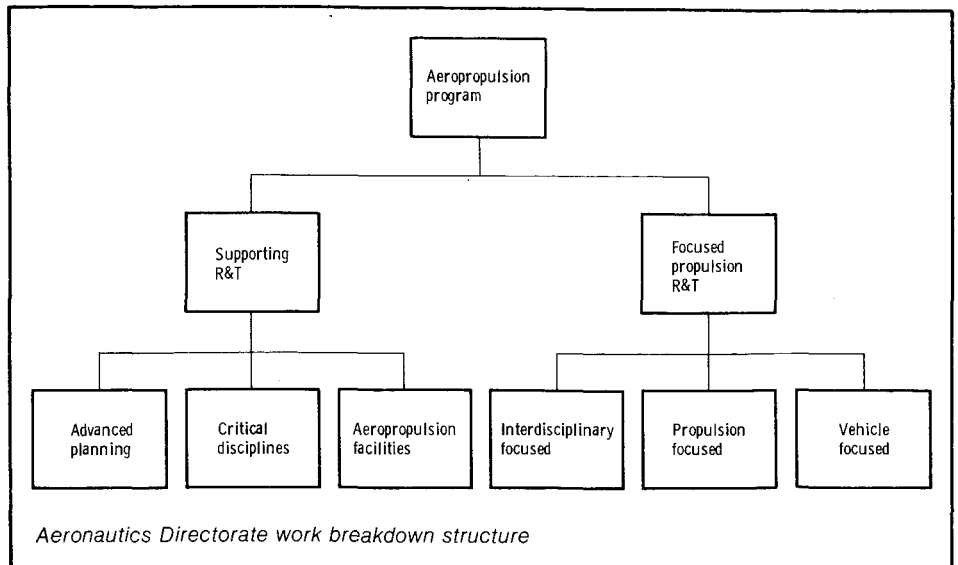 Aeropropulsion
program
Supporting
R&T
Focused
propulsion
R&T
Advanced
planning
Critical
disciplines
Aeropropulsion
facilities
Interdisciplinary
focused
Propulsion
focused
Vehicle
focused
Aeronautics Directorate work breakdown structure